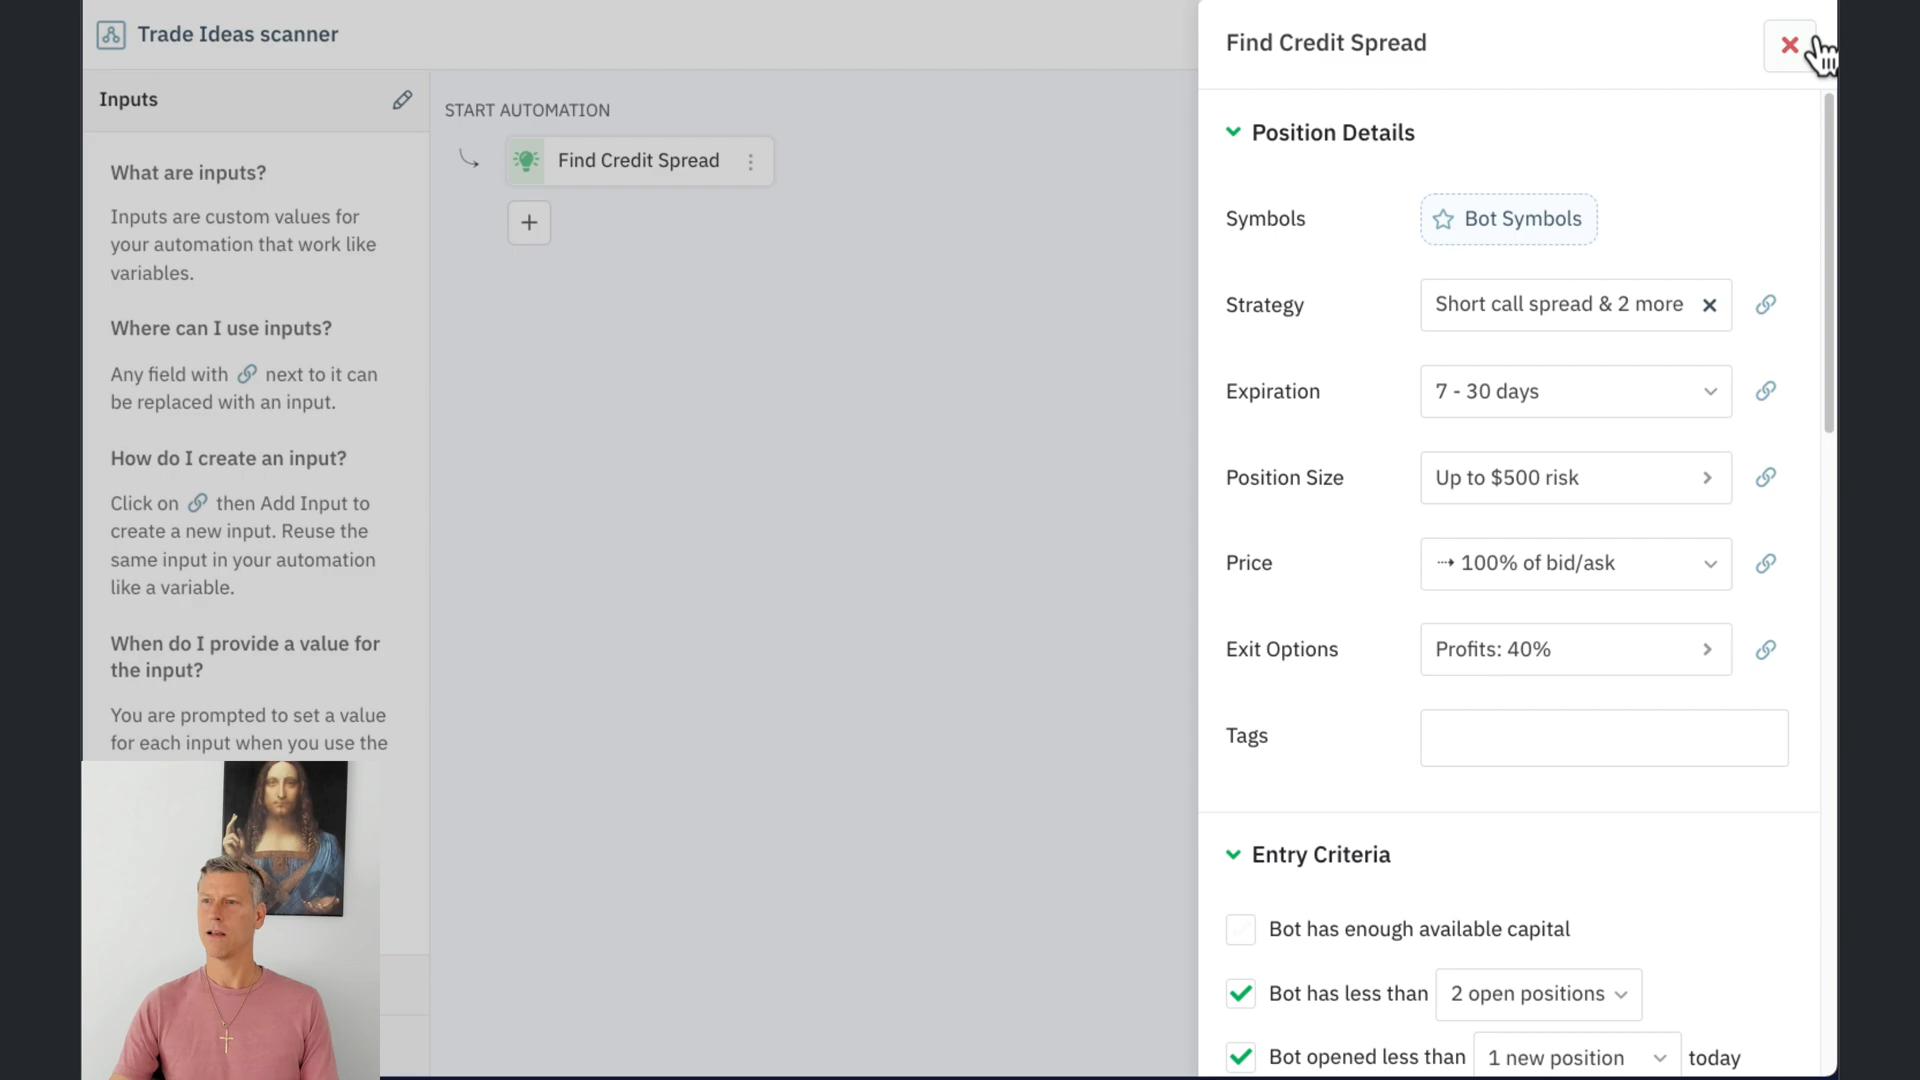 Trade Ideas scanner
Inputs
What are inputs?
Inputs are custom values for
your automation that work like
variables.
Where can I use inputs?
Any field with next to it can
be replaced with an input.
How do I create an input?
Click on then Add Input to
create a new input. Reuse the
same input in your automation
like a variable.
When do I provide a value for
the input?
You are prompted to set a value
for each input when you use the
START AUTOMATION
Find Credit Spread
Find Credit Spread
Position Details
Symbols Bot Symbols
Strategy Short call spread & 2 more
Expiration 7 - 30 days
Position Size Up to $500 risk
Price 100% of bid/ask
Exit Options Profits: 40%
Tags
Entry Criteria
Bot has enough available capital
Bot has less than 2 open positions
Bot opened less than 1 new position today